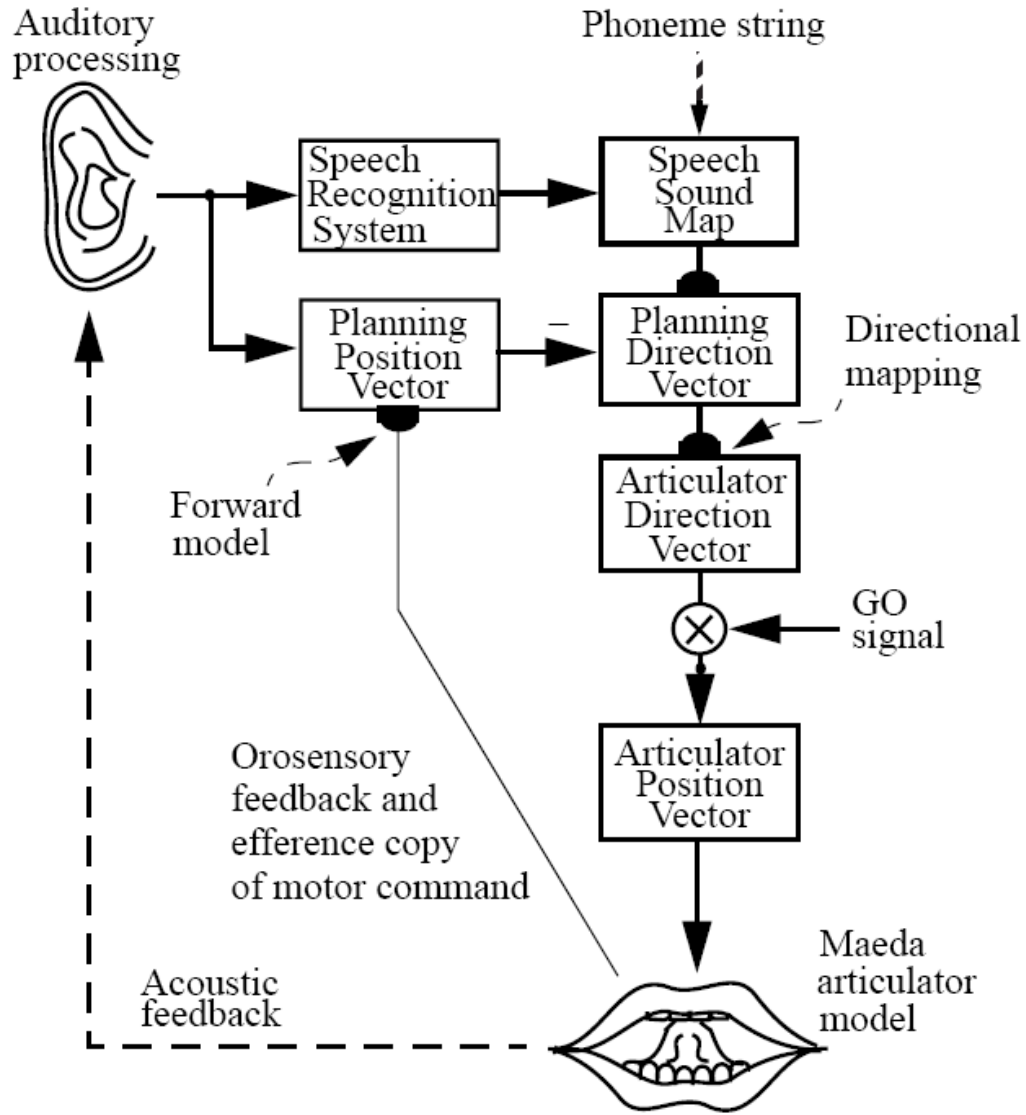 Auditory
processing
Phoneme string
Speech
Recognition
System
Speech
Sound
Map
Planning
Position
Vector
–
Planning
Direction
Vector
Directional
mapping
Forward
model
Articulator
Direction
Vector
GO
signal
Articulator
Position
Vector
Orosensory
feedback and
efference copy
of motor command
Maeda
articulator
model
Acoustic
feedback